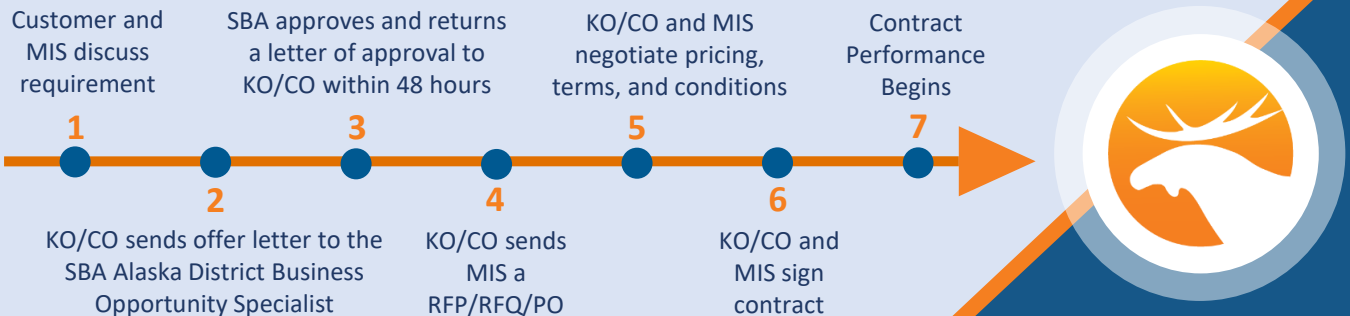 Customer and
MIS discuss
requirement
1
KO/CO sends offer letter to the
SBA Alaska District Business
Opportunity Specialist
2
SBA approves and returns
a letter of approval to
KO/CO within 48 hours
3
KO/CO sends
MIS a
RFP/RFQ/PO
4
KO/CO and MIS
negotiate pricing,
terms, and conditions
5
KO/CO and
MIS sign
contract
6
Contract
Performance
Begins
7